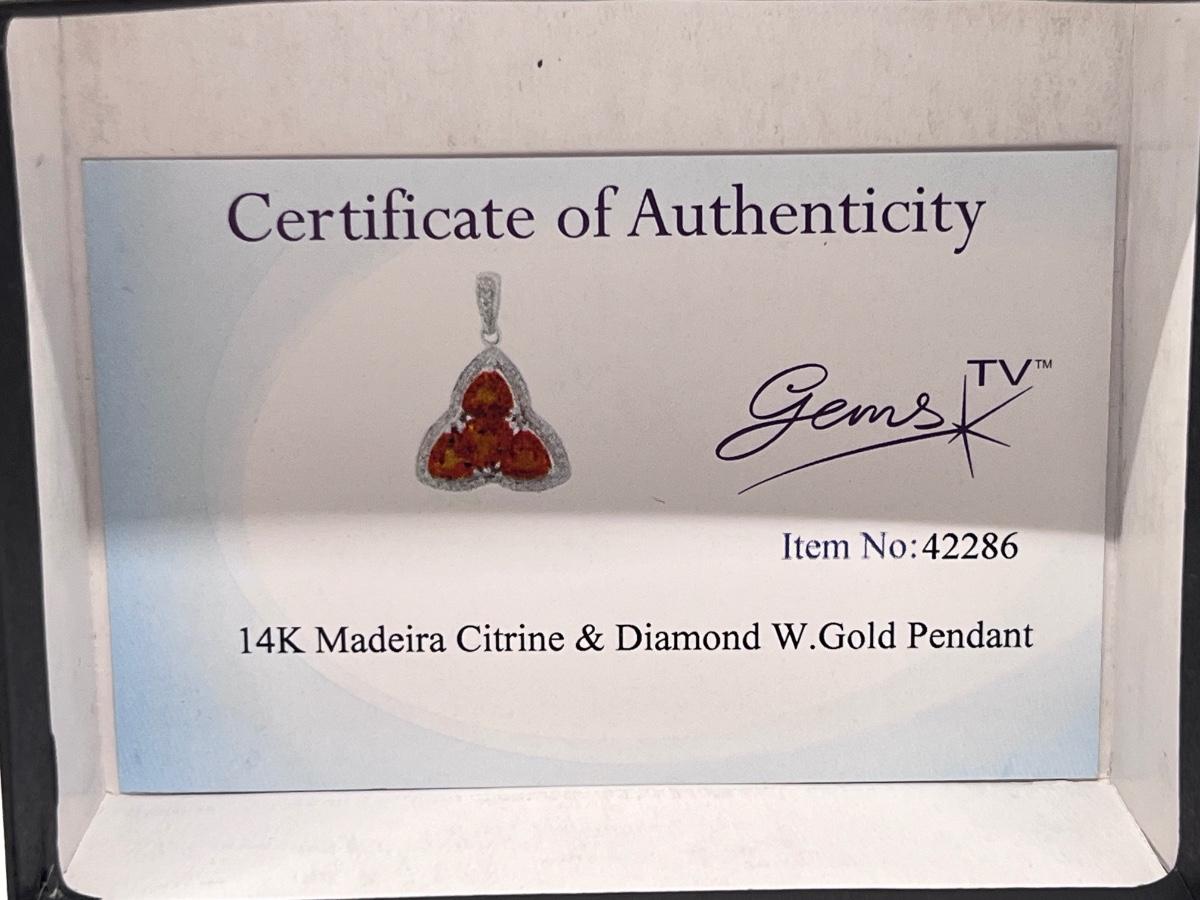 Certificate of Authenticity
Gems TV™
Item No:42286
14K Madeira Citrine & Diamond W.Gold Pendant